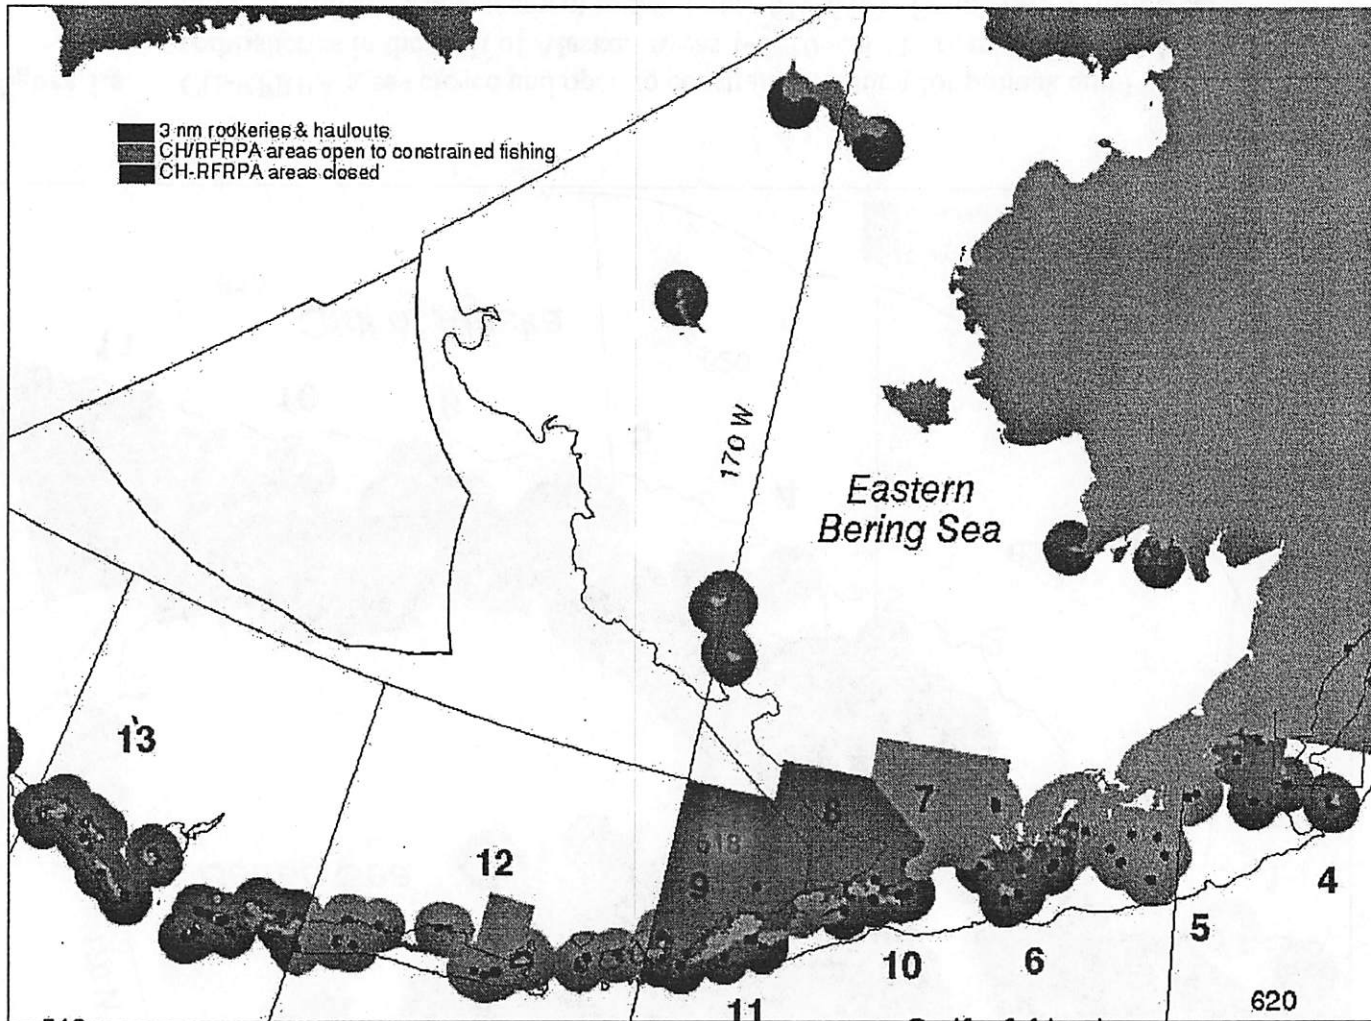 3 nm rookeries & haulouts
CH/RFRPA areas open to constrained fishing
CH-RFRPA areas closed
170 W
Eastern
Bering Sea
13
12
518
8
7
9
4
5
6
10
11
620